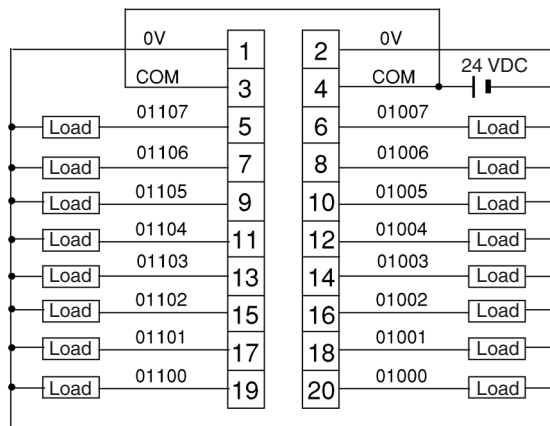 0V 1 2 0V
24 VDC
COM 3 4 COM
Load 01107 5 6 01007 Load
Load 01106 7 8 01006 Load
Load 01105 9 10 01005 Load
Load 01104 11 12 01004 Load
Load 01103 13 14 01003 Load
Load 01102 15 16 01002 Load
Load 01101 17 18 01001 Load
Load 01100 19 20 01000 Load